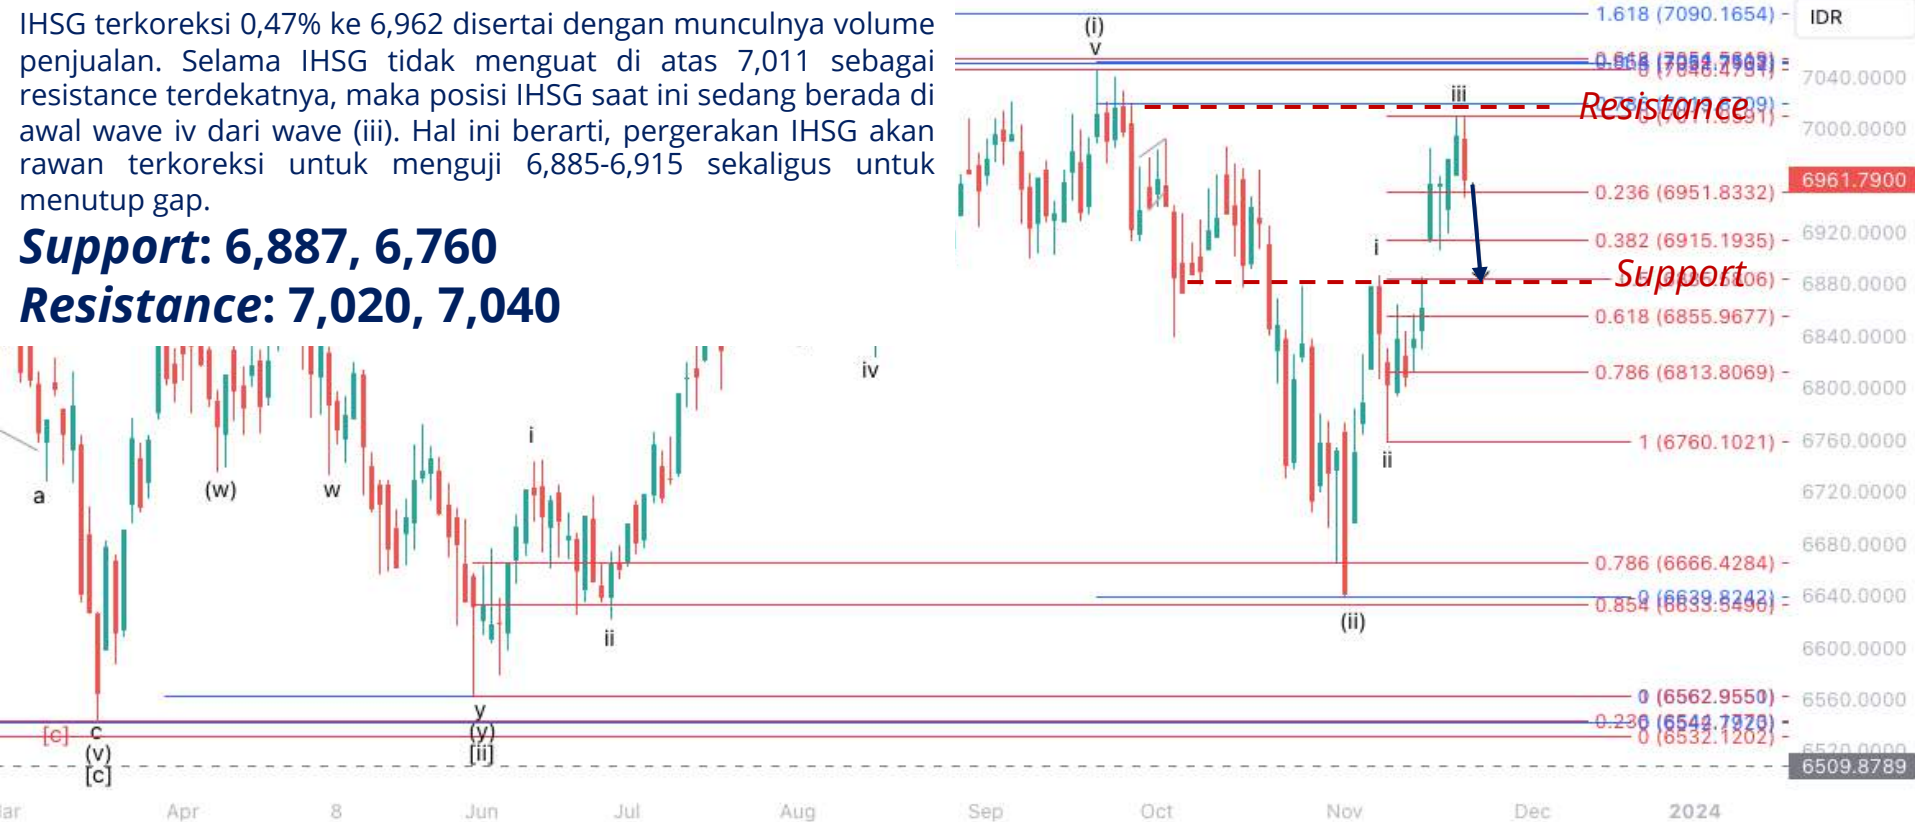 IHSG terkoreksi 0,47% ke 6,962 disertai dengan munculnya volume
penjualan. Selama IHSG tidak menguat di atas 7,011 sebagai
resistance terdekatnya, maka posisi IHSG saat ini sedang berada di
awal wave iv dari wave (iii). Hal ini berarti, pergerakan IHSG akan
rawan terkoreksi untuk menguji 6,885-6,915 sekaligus untuk
menutup gap.
Support: 6,887, 6,760
Resistance: 7,020, 7,040
(i)
v
1.618 (7090.1654)
IDR
7040.0000
iii
Resistance
7000.0000
6961.7900
0.236 (6951.8332)
6920.0000
0.382 (6915.1935)
i
Support
6880.0000
0.618 (6855.9677)
6840.0000
iv
0.786 (6813.8069)
6800.0000
i
1 (6760.1021)
6760.0000
ii
a
(w)
w
6720.0000
0.786 (6666.4284)
6680.0000
0 (6639.8242)
6640.0000
ii
(ii)
6600.0000
(6562.9550)
6560.0000
y
(y)
[ii]
[c]
c
(v)
[c]
0 (6532.1202)
6520.0000
6509.8789
Apr
8
Jun
Jul
Aug
Sep
Oct
Nov
Dec
2024